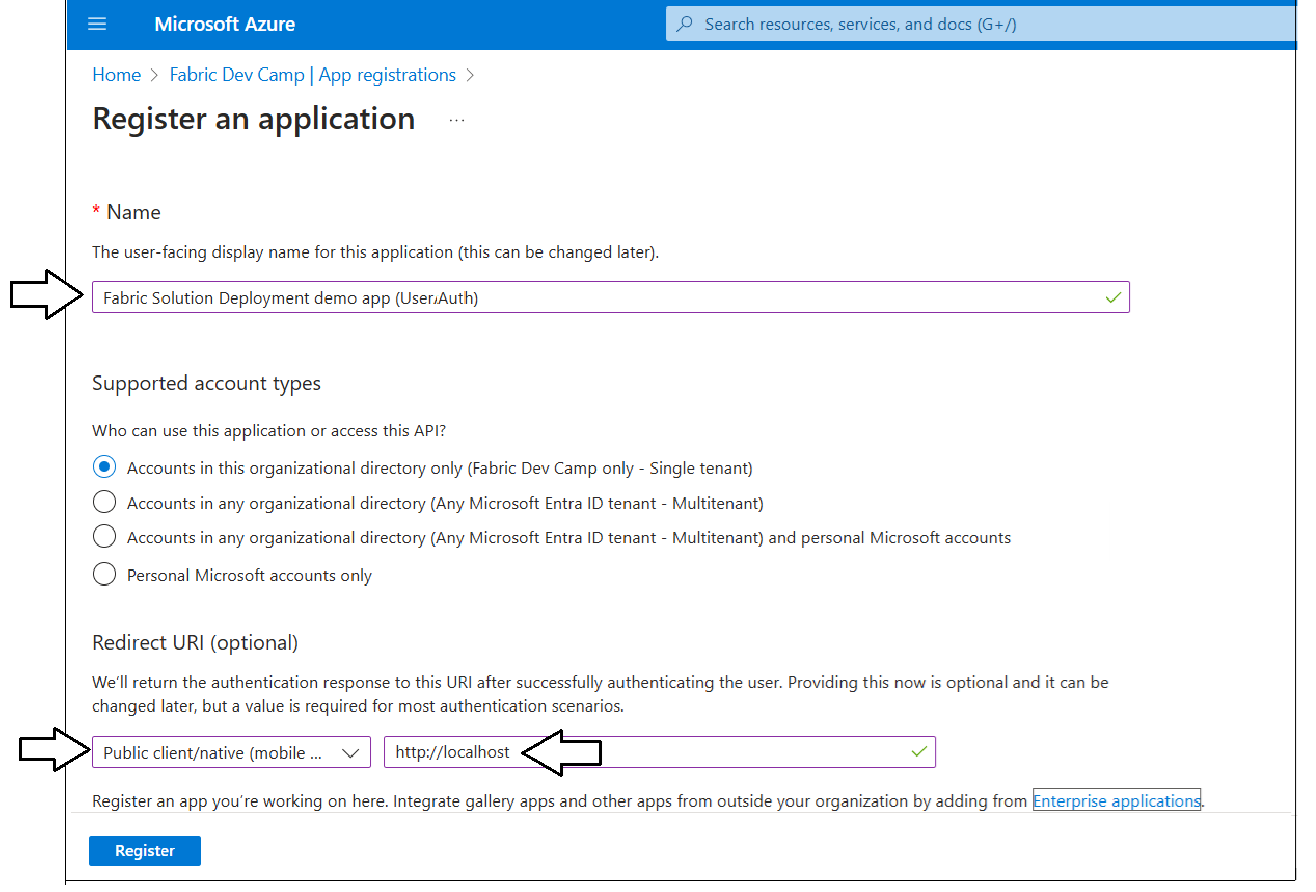 Microsoft Azure
Search resources, services, and docs (G+/)
Home > Fabric Dev Camp | App registrations >
Register an application ...
* Name
The user-facing display name for this application (this can be changed later).
Fabric Solution Deployment demo app (User Auth)
Supported account types
Who can use this application or access this API?
Accounts in this organizational directory only (Fabric Dev Camp only - Single tenant)
Accounts in any organizational directory (Any Microsoft Entra ID tenant - Multitenant)
Accounts in any organizational directory (Any Microsoft Entra ID tenant - Multitenant) and personal Microsoft accounts
Personal Microsoft accounts only
Redirect URI (optional)
We'll return the authentication response to this URI after successfully authenticating the user. Providing this now is optional and it can be
changed later, but a value is required for most authentication scenarios.
Public client/native (mobile ...
http://localhost
Register an app you're working on here. Integrate gallery apps and other apps from outside your organization by adding from Enterprise applications.
Register